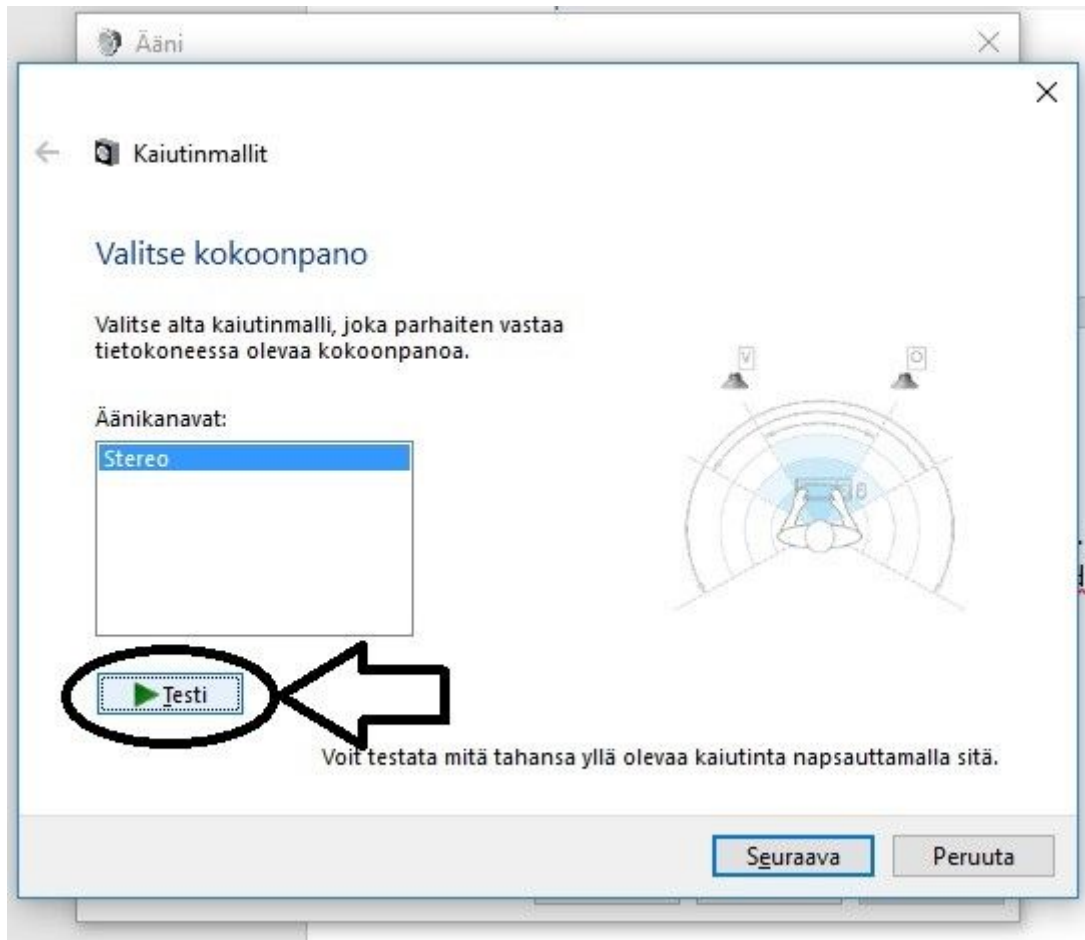 Ääni
Kaiutinmallit
Valitse kokoonpano
Valitse alta kaiutinmalli, joka parhaiten vastaa
tietokoneessa olevaa kokoonpanoa.
V
O
Äänikanavat:
Stereo
Testi
Voit testata mitä tahansa yllä olevaa kaiutinta napsauttamalla sitä.
Seuraava
Peruuta